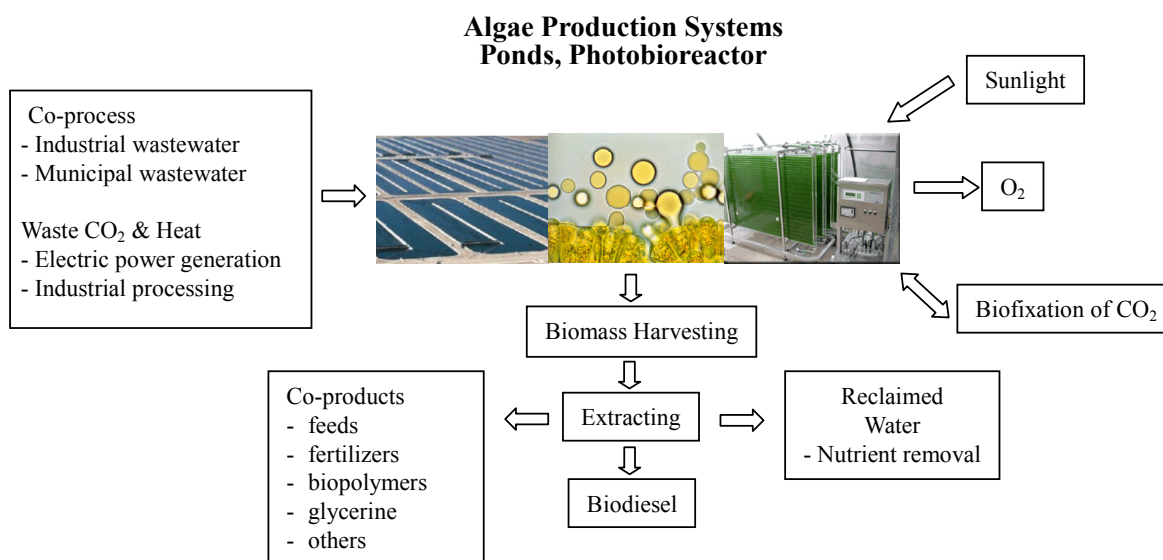 Algae Production Systems
Ponds, Photobioreactor
Co-process
- Industrial wastewater
- Municipal wastewater
Waste CO₂ & Heat
- Electric power generation
- Industrial processing
Sunlight
O₂
Biofixation of CO₂
Biomass Harvesting
Extracting
Biodiesel
Co-products
- feeds
- fertilizers
- biopolymers
- glycerine
- others
Reclaimed
Water
- Nutrient removal